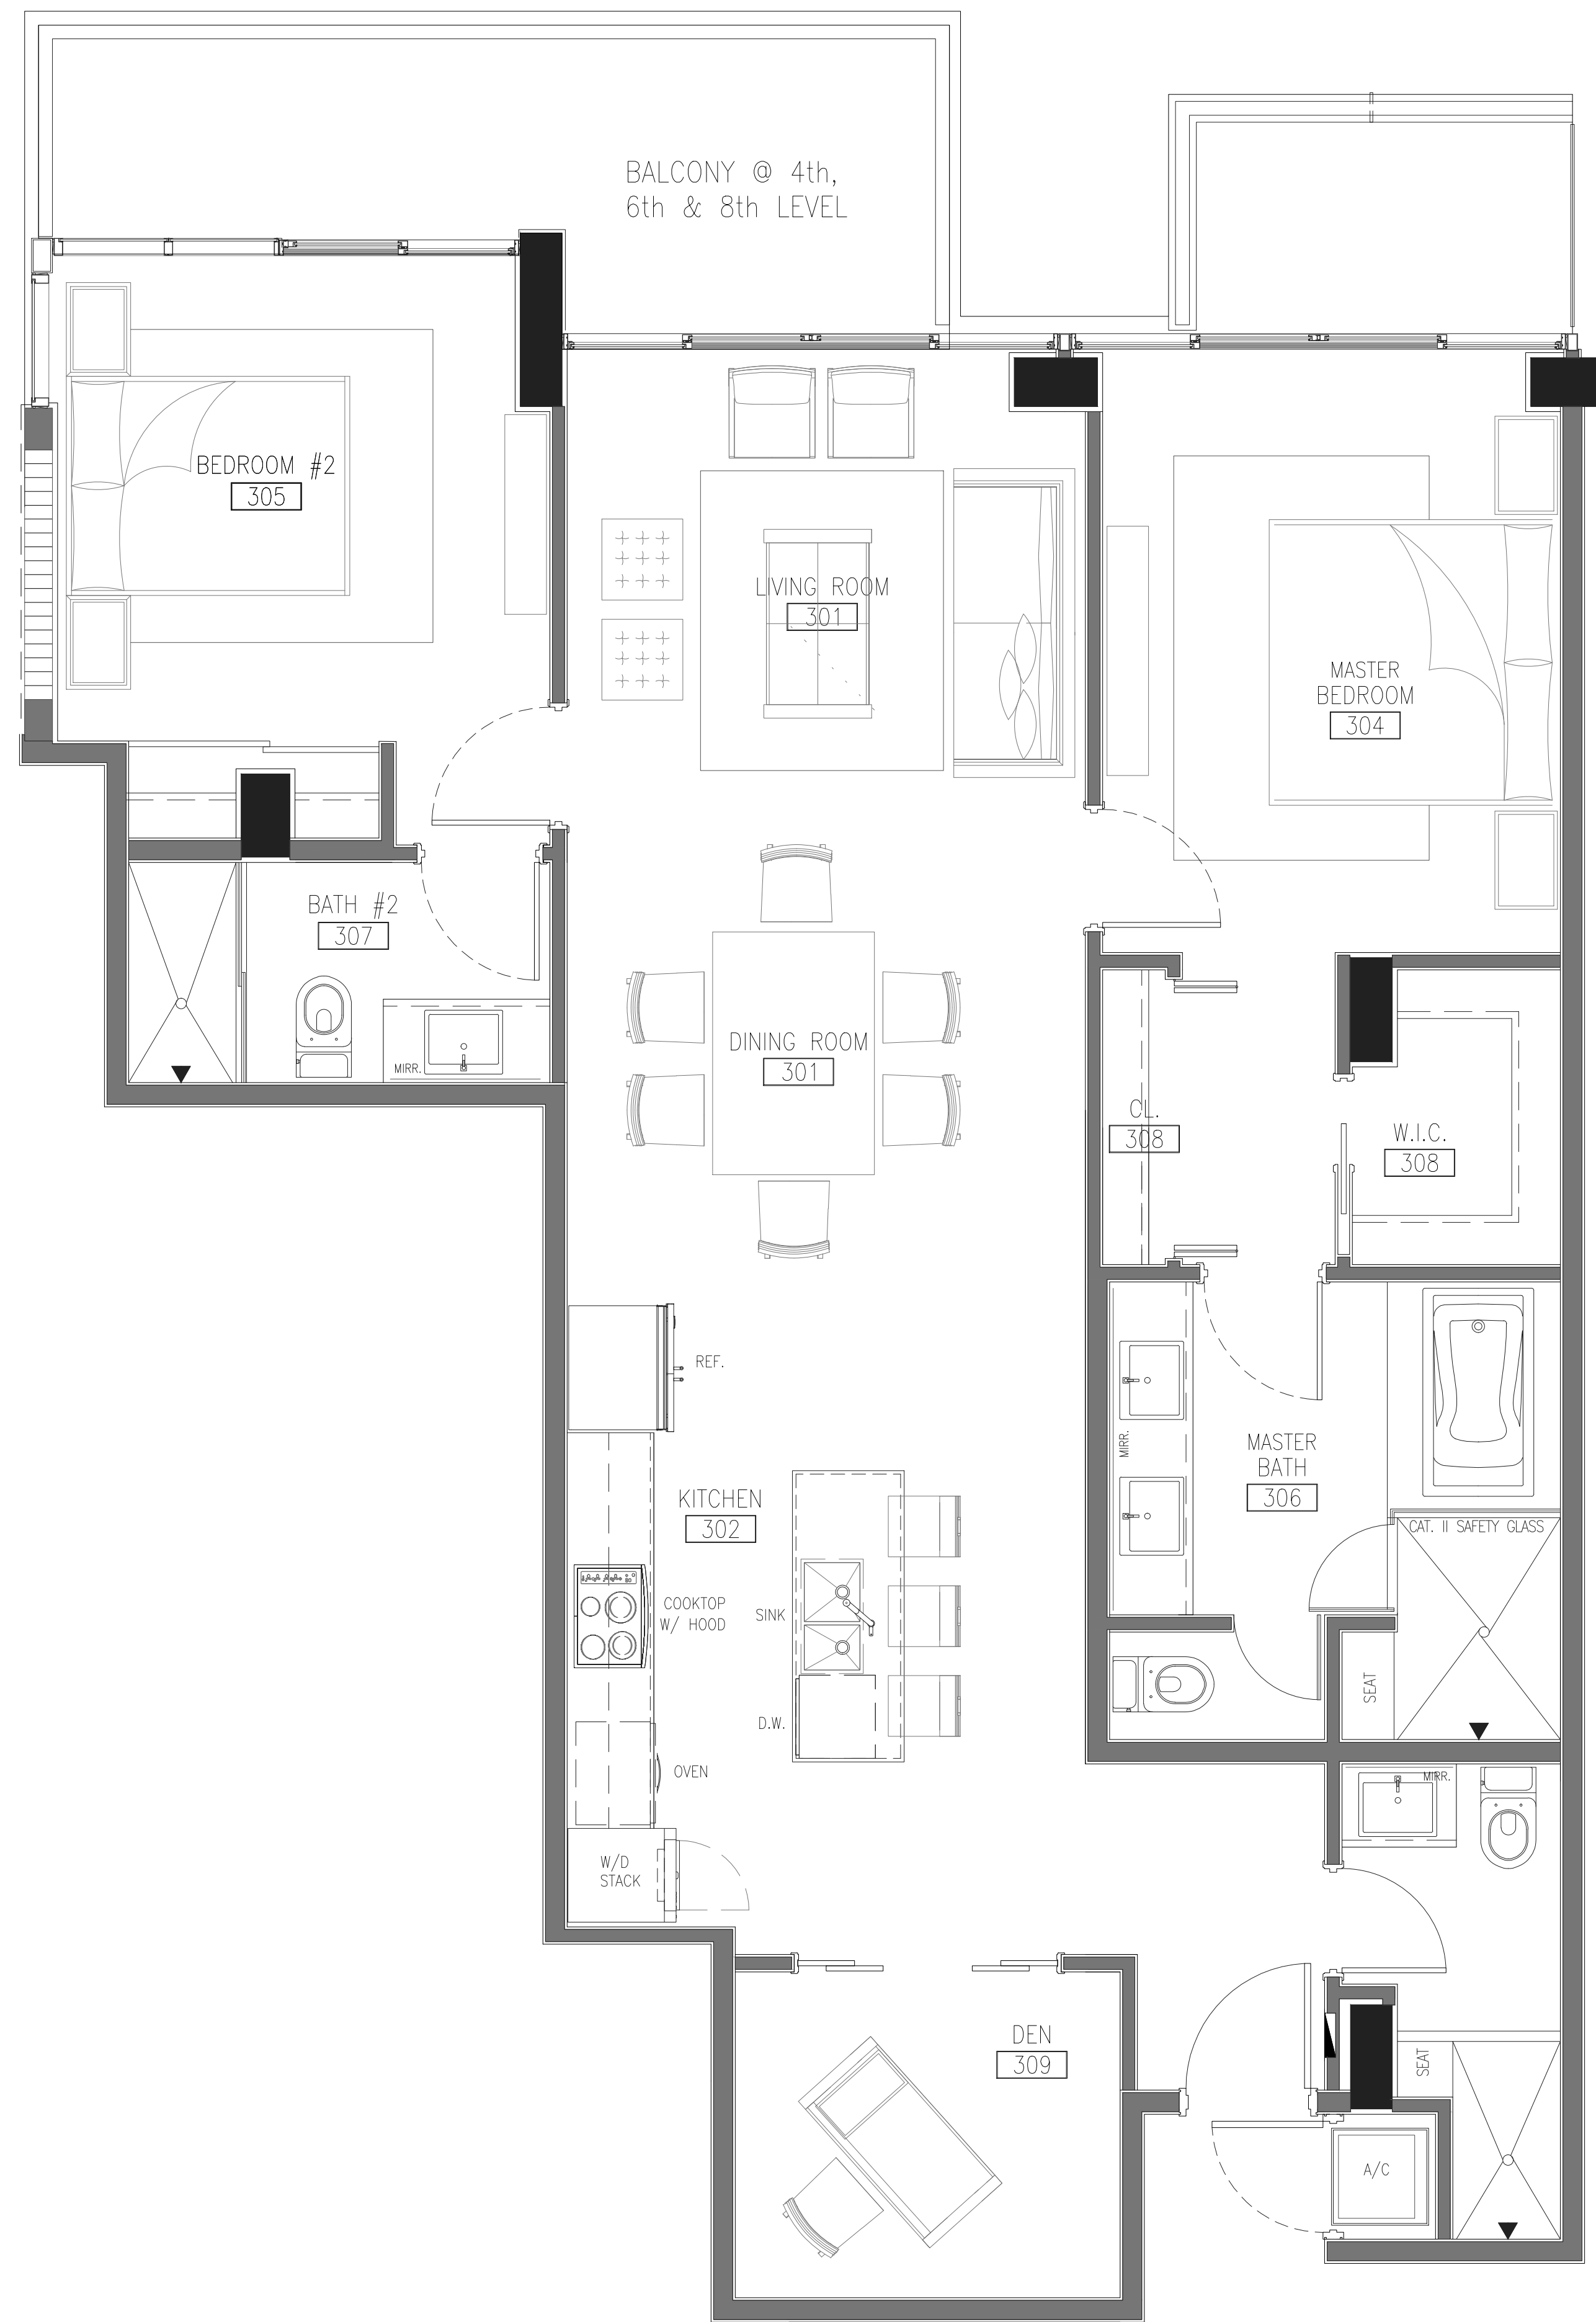 BALCONY @ 4th,
6th & 8th LEVEL
BEDROOM #2
305
LIVING ROOM
301
MASTER
BEDROOM
304
BATH #2
307
MIRR.
DINING ROOM
301
CL.
308
W.I.C.
308
REF.
MIRR.
MASTER
BATH
306
KITCHEN
302
CAT. II SAFETY GLASS
COOKTOP
W/ HOOD
SINK
SEAT
D.W.
OVEN
MIRR.
W/D
STACK
DEN
309
SEAT
A/C